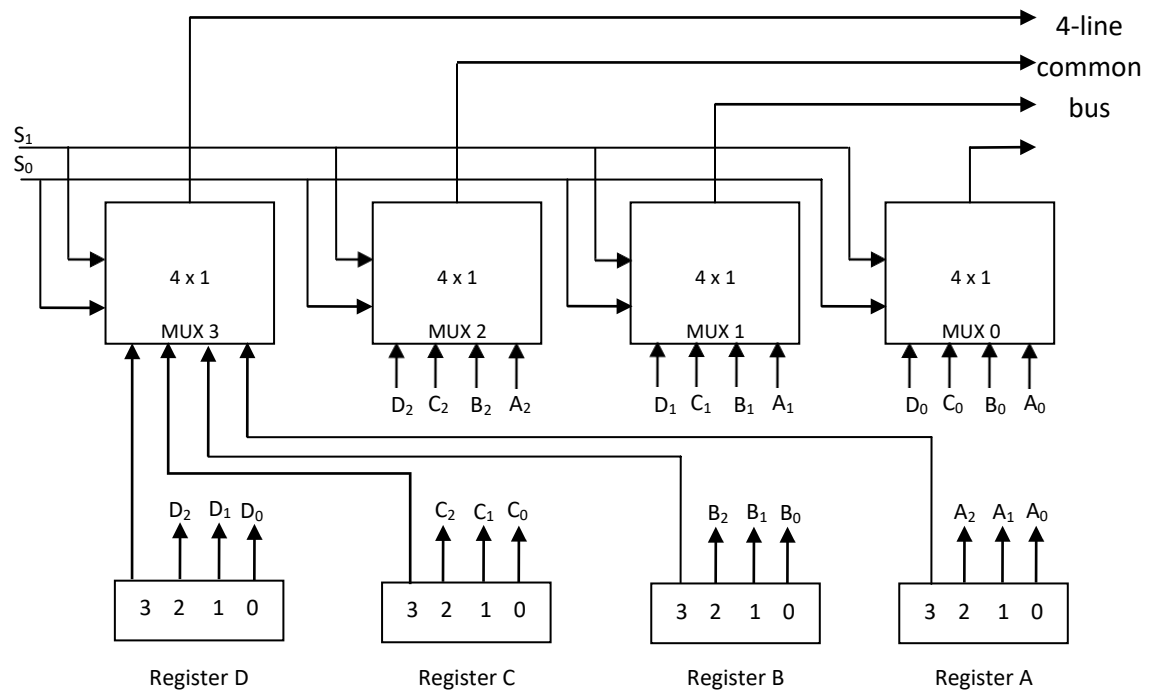 4-line
common
bus
S₁
S₀
4 x 1 4 x 1 4 x 1 4 x 1
MUX 3 MUX 2 MUX 1 MUX 0
D₂ C₂ B₂ A₂ D₁ C₁ B₁ A₁ D₀ C₀ B₀ A₀
D₂ D₁ D₀ C₂ C₁ C₀ B₂ B₁ B₀ A₂ A₁ A₀
3 2 1 0 3 2 1 0 3 2 1 0 3 2 1 0
Register D Register C Register B Register A